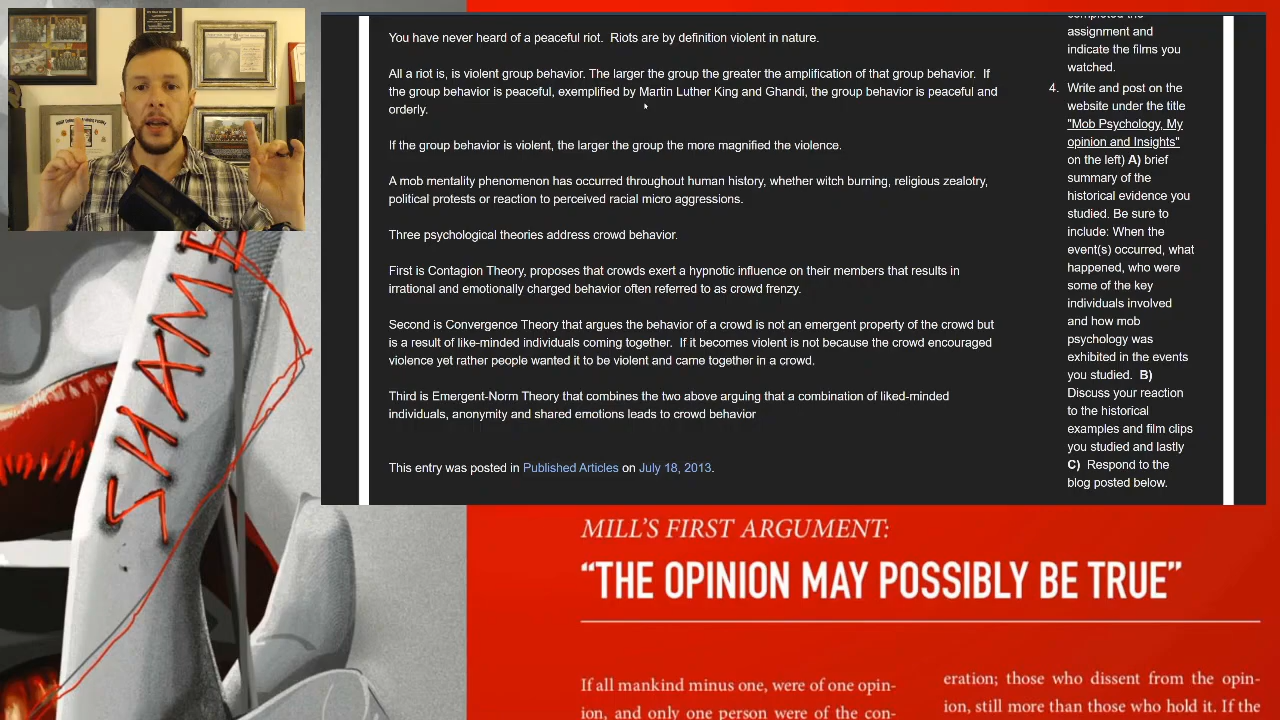 You have never heard of a peaceful riot. Riots are by definition violent in nature.
All a riot is, is violent group behavior. The larger the group the greater the amplification of that group behavior. If
the group behavior is peaceful, exemplified by Martin Luther King and Ghandi, the group behavior is peaceful and
orderly.
If the group behavior is violent, the larger the group the more magnified the violence.
A mob mentality phenomenon has occurred throughout human history, whether witch burning, religious zealotry,
political protests or reaction to perceived racial micro aggressions.
Three psychological theories address crowd behavior.
First is Contagion Theory, proposes that crowds exert a hypnotic influence on their members that results in
irrational and emotionally charged behavior often referred to as crowd frenzy.
Second is Convergence Theory that argues the behavior of a crowd is not an emergent property of the crowd but
is a result of like-minded individuals coming together. If it becomes violent is not because the crowd encouraged
violence yet rather people wanted it to be violent and came together in a crowd.
Third is Emergent-Norm Theory that combines the two above arguing that a combination of liked-minded
individuals, anonymity and shared emotions leads to crowd behavior
This entry was posted in Published Articles on July 18, 2013.
completed the
assignment and
indicate the films you
watched.
4. Write and post on the
website under the title
"Mob Psychology, My
opinion and Insights"
on the left) A) brief
summary of the
historical evidence you
studied. Be sure to
include: When the
event(s) occurred, what
happened, who were
some of the key
individuals involved
and how mob
psychology was
exhibited in the events
you studied. B)
Discuss your reaction
to the historical
examples and film clips
you studied and lastly
C) Respond to the
blog posted below.
SHAME
MILL'S FIRST ARGUMENT:
“THE OPINION MAY POSSIBLY BE TRUE”
If all mankind minus one, were of one opin-
ion, and only one person were of the con-
eration; those who dissent from the opin-
ion, still more than those who hold it. If the